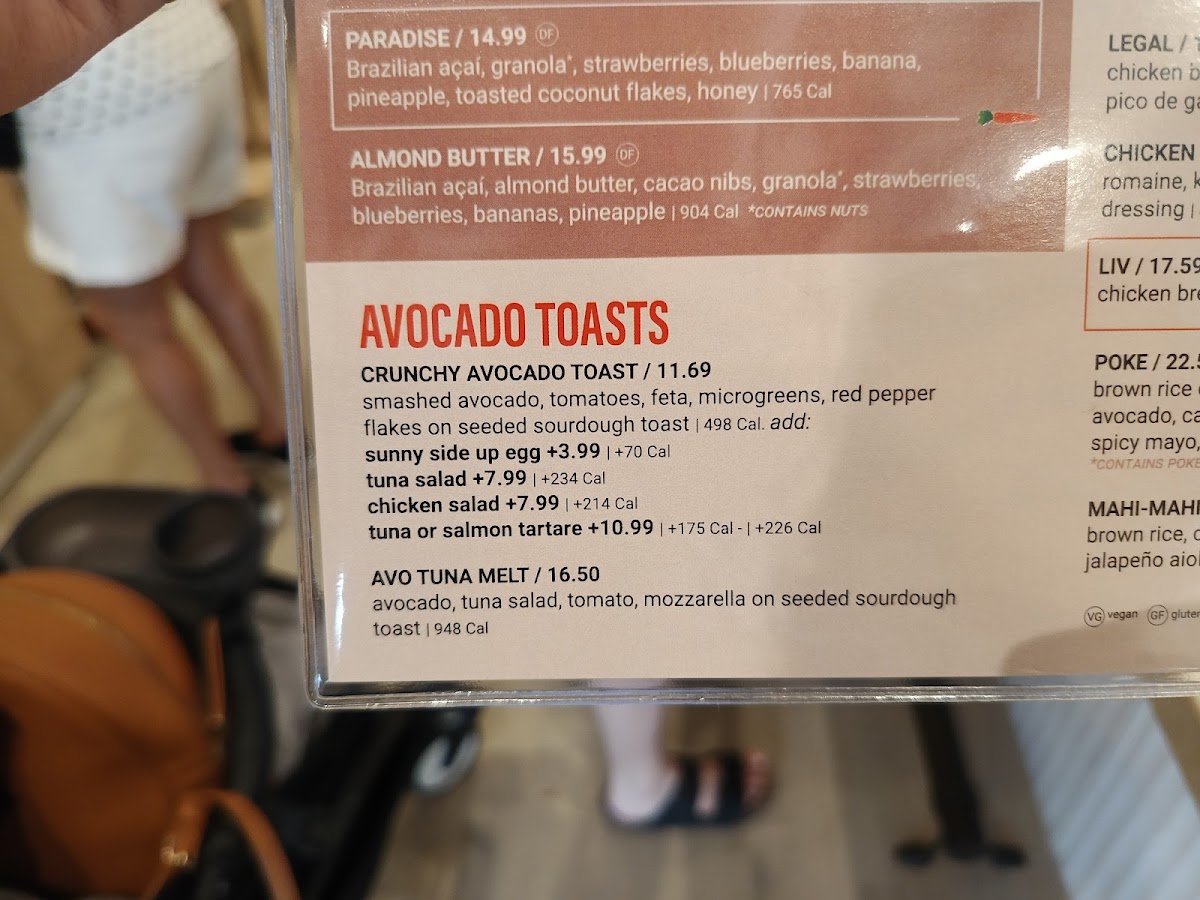 PARADISE / 14.99 DF
Brazilian açaí, granola*, strawberries, blueberries, banana,
pineapple, toasted coconut flakes, honey | 765 Cal
ALMOND BUTTER / 15.99 DF
Brazilian açaí, almond butter, cacao nibs, granola*, strawberries,
blueberries, bananas, pineapple | 904 Cal *CONTAINS NUTS
AVOCADO TOASTS
CRUNCHY AVOCADO TOAST / 11.69
smashed avocado, tomatoes, feta, microgreens, red pepper
flakes on seeded sourdough toast | 498 Cal. add:
sunny side up egg +3.99 | +70 Cal
tuna salad +7.99 | +234 Cal
chicken salad +7.99 | +214 Cal
tuna or salmon tartare +10.99 | +175 Cal - | +226 Cal
AVO TUNA MELT / 16.50
avocado, tuna salad, tomato, mozzarella on seeded sourdough
toast | 948 Cal
LEGAL /
chicken
pico de
CHICKEN
romaine,
dressing |
LIV / 17.59
chicken
POKE / 22.5
brown rice
avocado,
spicy mayo,
*CONTAINS POKE
MAHI-MAHI
brown rice,
jalapeño
VG vegan GF